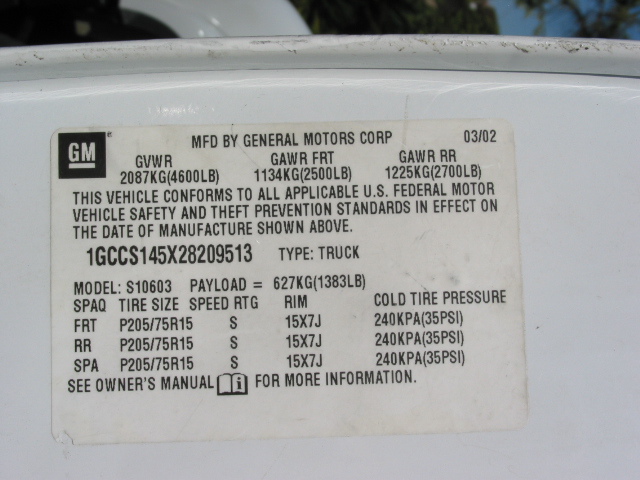 GM ® MFD BY GENERAL MOTORS CORP 03/02
GVWR GAWR FRT GAWR RR
2087KG(4600LB) 1134KG(2500LB) 1225KG(2700LB)
THIS VEHICLE CONFORMS TO ALL APPLICABLE U.S. FEDERAL MOTOR
VEHICLE SAFETY AND THEFT PREVENTION STANDARDS IN EFFECT ON
THE DATE OF MANUFACTURE SHOWN ABOVE.
1GCCS145X28209513 TYPE: TRUCK
MODEL: S10603 PAYLOAD = 627KG(1383LB)
SPAQ TIRE SIZE SPEED RTG RIM COLD TIRE PRESSURE
FRT P205/75R15 S 15X7J 240KPA(35PSI)
RR P205/75R15 S 15X7J 240KPA(35PSI)
SPA P205/75R15 S 15X7J 240KPA(35PSI)
SEE OWNER'S MANUAL FOR MORE INFORMATION.